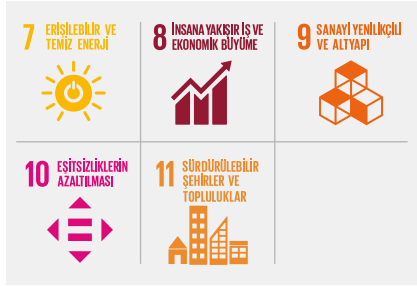 7 ERİŞİLEBİLİR VE
TEMİZ ENERJİ
8 İNSANA YAKIŞIR İŞ VE
EKONOMİK BÜYÜME
9 SANAYİ YENİLİKÇİLİ
VE ALTYAPI
10 EŞİTSİZLİKLERİN
AZALTILMASI
11 SÜRDÜRÜLEBİLİR
ŞEHİRLER VE
TOPLULUKLAR